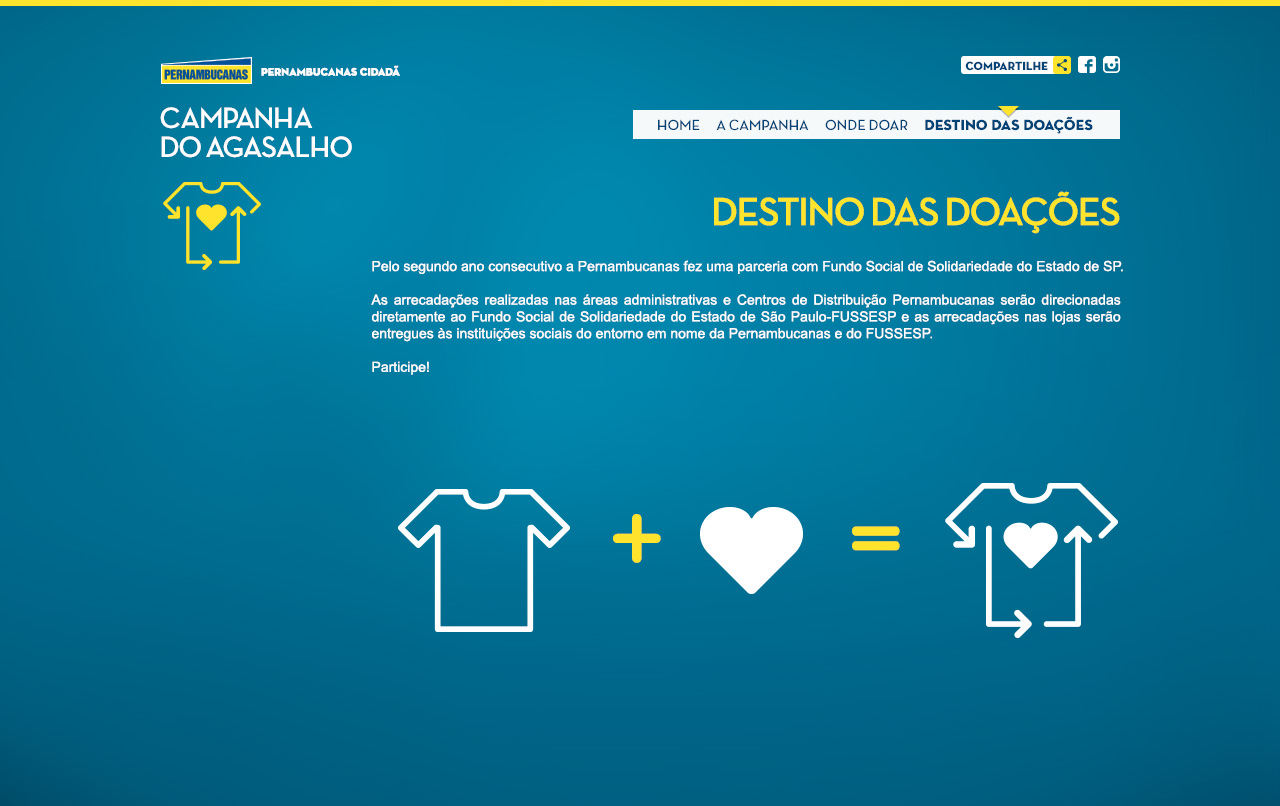 PERNAMBUCANAS
PERNAMBUCANAS CIDADÃ
COMPARTILHE
CAMPANHA
DO AGASALHO
HOME A CAMPANHA ONDE DOAR DESTINO DAS DOAÇÕES
DESTINO DAS DOAÇÕES
Pelo segundo ano consecutivo a Pernambucanas fez uma parceria com Fundo Social de Solidariedade do Estado de SP.
As arrecadações realizadas nas áreas administrativas e Centros de Distribuição Pernambucanas serão direcionadas
diretamente ao Fundo Social de Solidariedade do Estado de São Paulo-FUSSESP e as arrecadações nas lojas serão
entregues às instituições sociais do entorno em nome da Pernambucanas e do FUSSESP.
Participe!